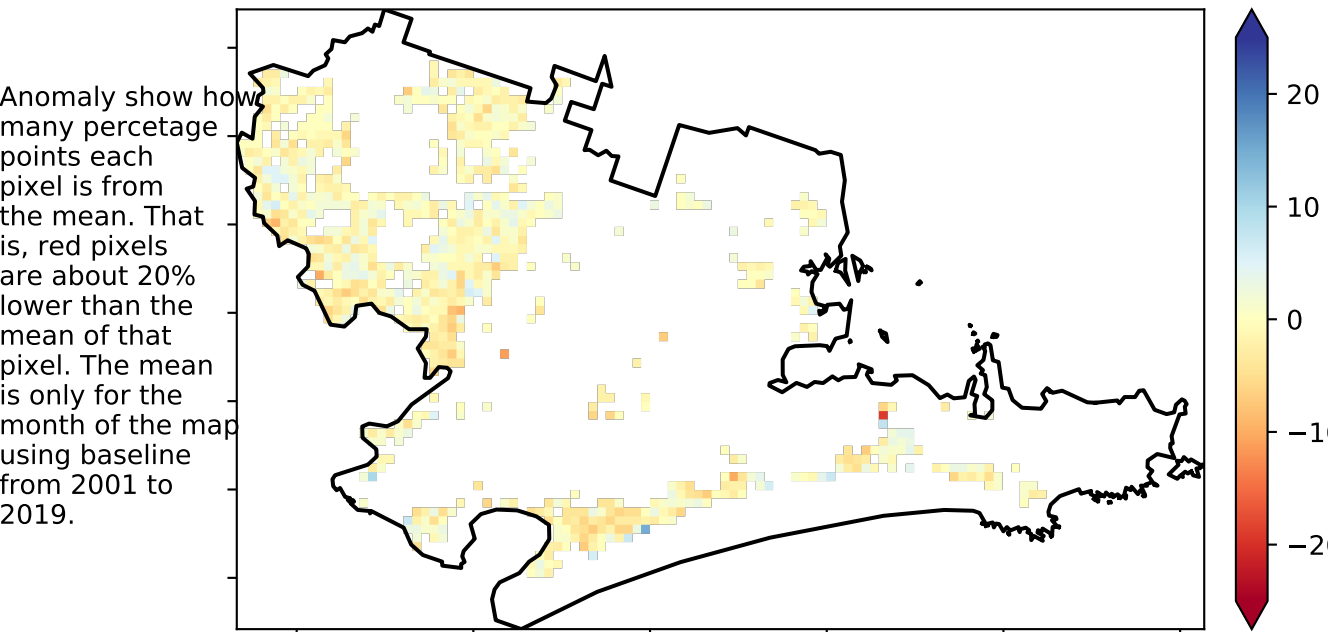 Anomaly show how
many percetage
points each
pixel is from
the mean. That
is, red pixels
are about 20%
lower than the
mean of that
pixel. The mean
is only for the
month of the map
using baseline
from 2001 to
2019.
20
10
0
−10
−20